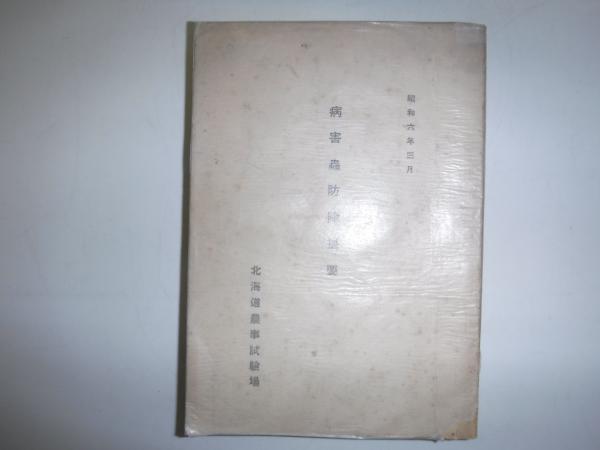 昭和六年三月
病害蟲防除提要
北海道農事試驗場